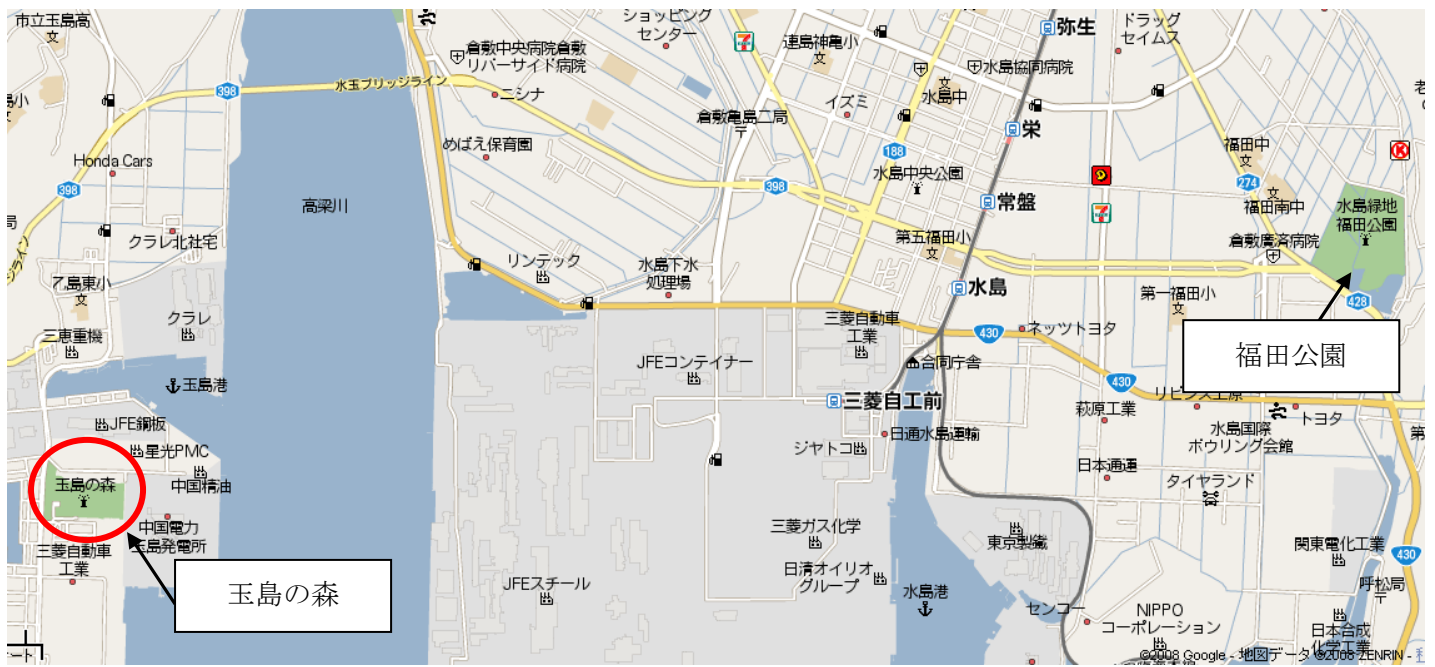 市立玉島高
ショッピング
センター
弥生
ドラッグ
セイムス
倉敷中央病院倉敷
リバーサイド病院
連島神亀小
水島協同病院
398
水玉ブリッジライン
ニシナ
イズミ
水島中
島小
老
倉敷亀島二局
栄
Honda Cars
めばえ保育園
188
福田中
398
398
水島中央公園
274
高梁川
常盤
福田南中
水島緑地
福田公園
局
クラレ北社宅
第五福田小
倉敷廣済病院
リンテック
水島下水
処理場
乙島東小
水島
第一福田小
428
クラレ
三恵重機
三菱自動車
工業
430
ネッツトヨタ
福田公園
JFEコンテイナー
合同庁舎
玉島港
430
三菱自工前
萩原工業
リビンズ工原
JFE鋼板
日通水島運輸
トヨタ
水島国際
ボウリング会館
第
星光PMC
ジヤトコ
玉島の森
中国精油
日本通運
タイヤランド
中国電力
玉島発電所
三菱ガス化学
東京製鐵
関東電化工業
430
三菱自動車
工業
日清オイリオ
グループ
JFEスチール
水島港
呼松局
玉島の森
センコー
NIPPO
コーポレーション
日本合成
化学工業
©2008 Google - 地図データ ©2008 ZENRIN -